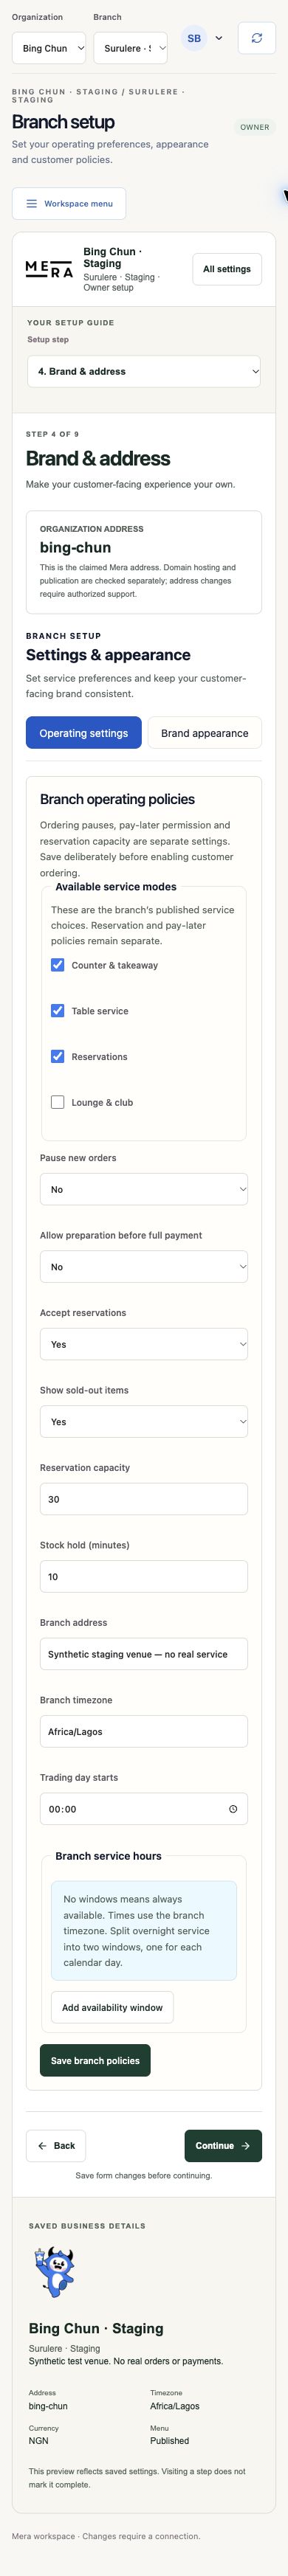 Organization
Branch
Bing Chun
Surulere ·
SB
BING CHUN · STAGING / SURULERE ·
STAGING
Branch setup
Set your operating preferences, appearance
and customer policies.
OWNER
Workspace menu
MERA
Bing Chun ·
Staging
Surulere · Staging ·
Owner setup
All settings
YOUR SETUP GUIDE
Setup step
4. Brand & address
STEP 4 OF 9
Brand & address
Make your customer-facing experience your own.
ORGANIZATION ADDRESS
bing-chun
This is the claimed Mera address. Domain hosting and
publication are checked separately; address changes
require authorized support.
BRANCH SETUP
Settings & appearance
Set service preferences and keep your customer-
facing brand consistent.
Operating settings
Brand appearance
Branch operating policies
Ordering pauses, pay-later permission and
reservation capacity are separate settings.
Save deliberately before enabling customer
ordering.
Available service modes
These are the branch's published service
choices. Reservation and pay-later
policies remain separate.
Counter & takeaway
Table service
Reservations
Lounge & club
Pause new orders
No
Allow preparation before full payment
No
Accept reservations
Yes
Show sold-out items
Yes
Reservation capacity
30
Stock hold (minutes)
10
Branch address
Synthetic staging venue — no real service
Branch timezone
Africa/Lagos
Trading day starts
00:00
Branch service hours
No windows means always
available. Times use the branch
timezone. Split overnight service
into two windows, one for each
calendar day.
Add availability window
Save branch policies
Back
Continue
Save form changes before continuing.
SAVED BUSINESS DETAILS
Bing Chun · Staging
Surulere · Staging
Synthetic test venue. No real orders or payments.
Address
Timezone
bing-chun
Africa/Lagos
Currency
Menu
NGN
Published
This preview reflects saved settings. Visiting a step does not
mark it complete.
Mera workspace · Changes require a connection.